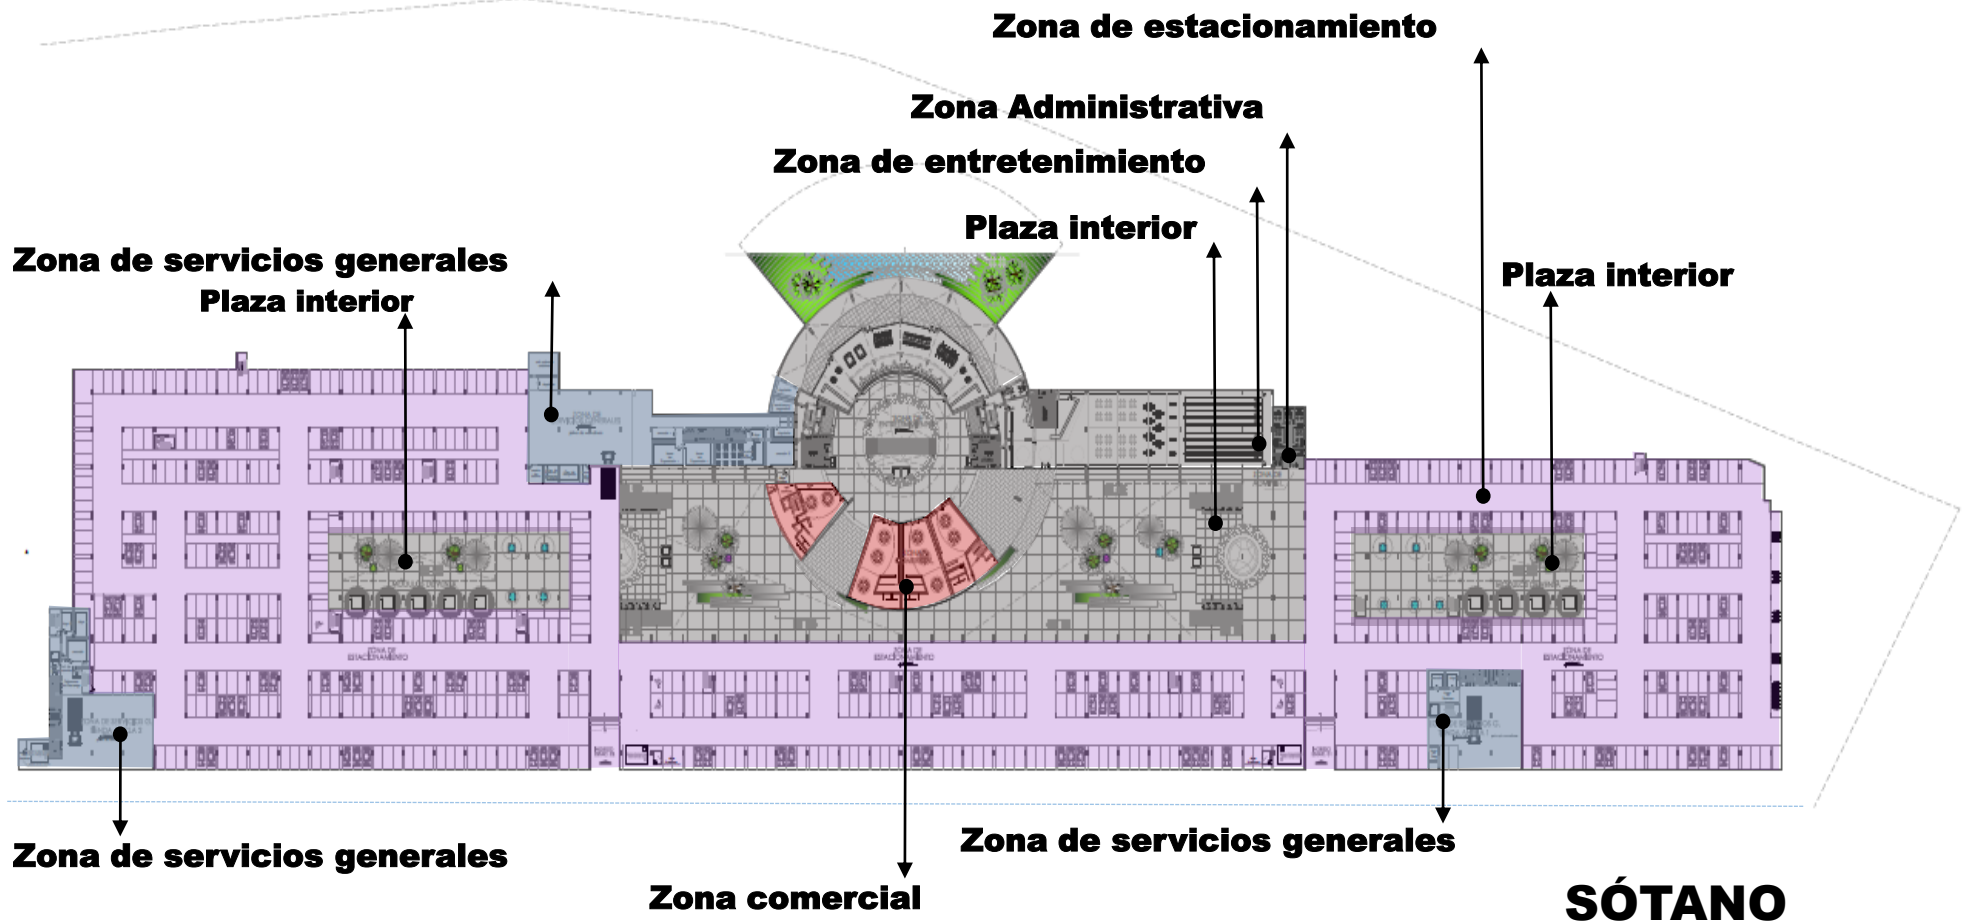 Zona de estacionamiento
Zona Administrativa
Zona de entretenimiento
Plaza interior
Zona de servicios generales
Plaza interior
Plaza interior
Zona de servicios generales
Zona de servicios generales
Zona comercial
SÓTANO